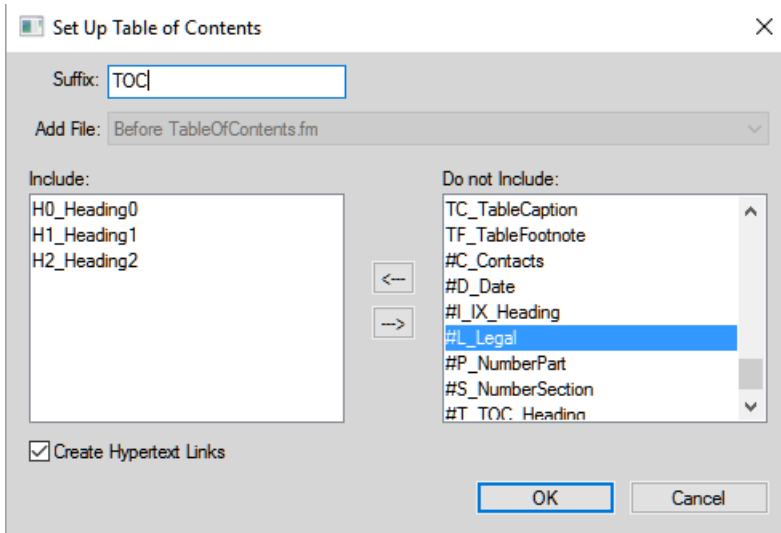 Set Up Table of Contents
Suffix: TOC
Add File: Before TableOfContents.fm
Include:
H0_Heading0
H1_Heading1
H2_Heading2
<---
--->
Do not Include:
TC_TableCaption
TF_TableFootnote
#C_Contacts
#D_Date
#I_IX_Heading
#L_Legal
#P_NumberPart
#S_NumberSection
#T_TOC_Heading
Create Hypertext Links
OK
Cancel